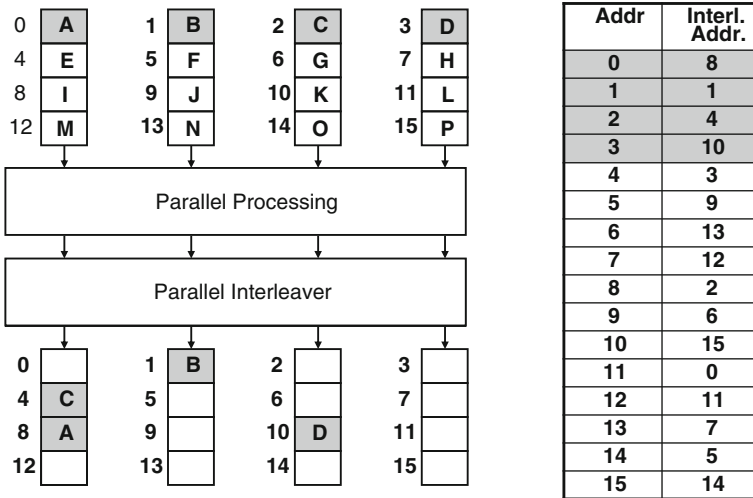 0 A 1 B 2 C 3 D
4 E 5 F 6 G 7 H
8 I 9 J 10 K 11 L
12 M 13 N 14 O 15 P
Parallel Processing
Parallel Interleaver
0 1 B 2 3
4 C 5 6 7
8 A 9 10 D 11
12 13 14 15
Addr Interl. Addr.
0 8
1 1
2 4
3 10
4 3
5 9
6 13
7 12
8 2
9 6
10 15
11 0
12 11
13 7
14 5
15 14